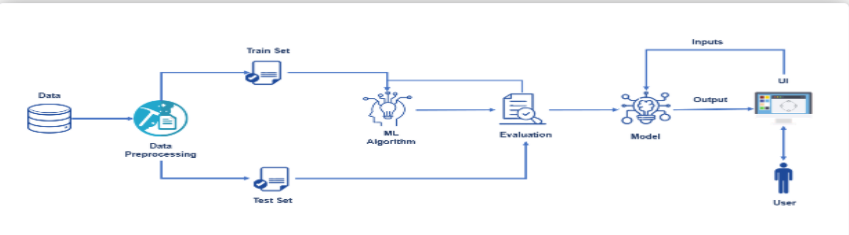 Train Set
Inputs
UI
Data
Output
Data
Preprocessing
ML
Algorithm
Evaluation
Model
Test Set
User